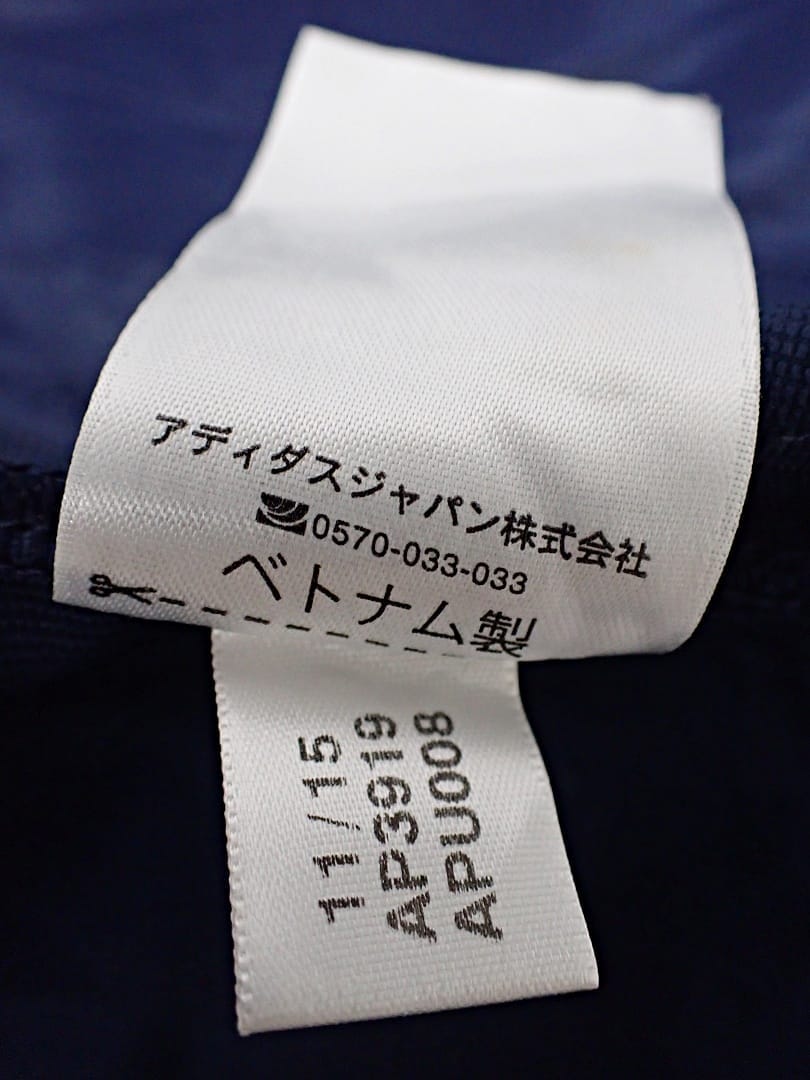 アディダスジャパン株式会社
0570-033-033
ベトナム製
11/15
AP3919
APU008